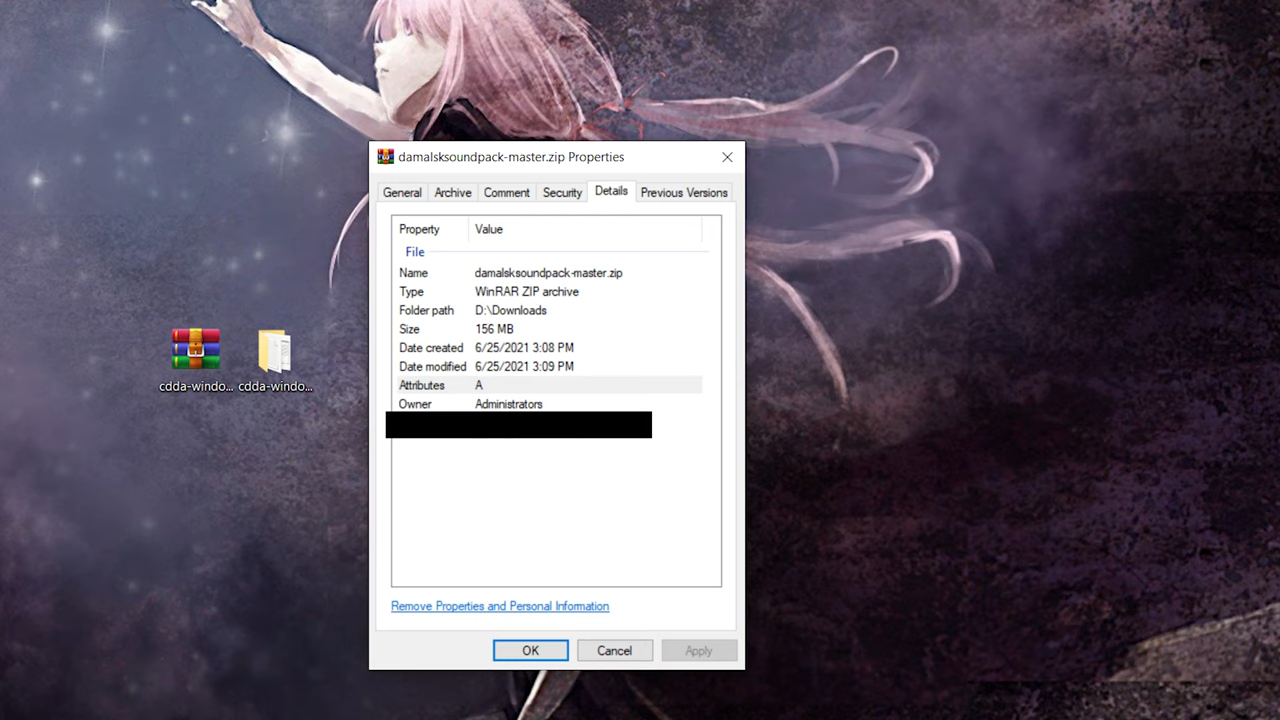 damalsksoundpack-master.zip Properties
General Archive Comment Security Details Previous Versions
Property Value
File
Name damalsksoundpack-master.zip
Type WinRAR ZIP archive
Folder path D:\Downloads
Size 156 MB
Date created 6/25/2021 3:08 PM
Date modified 6/25/2021 3:09 PM
Attributes A
Owner Administrators
cdda-windo... cdda-windo...
Remove Properties and Personal Information
OK Cancel Apply